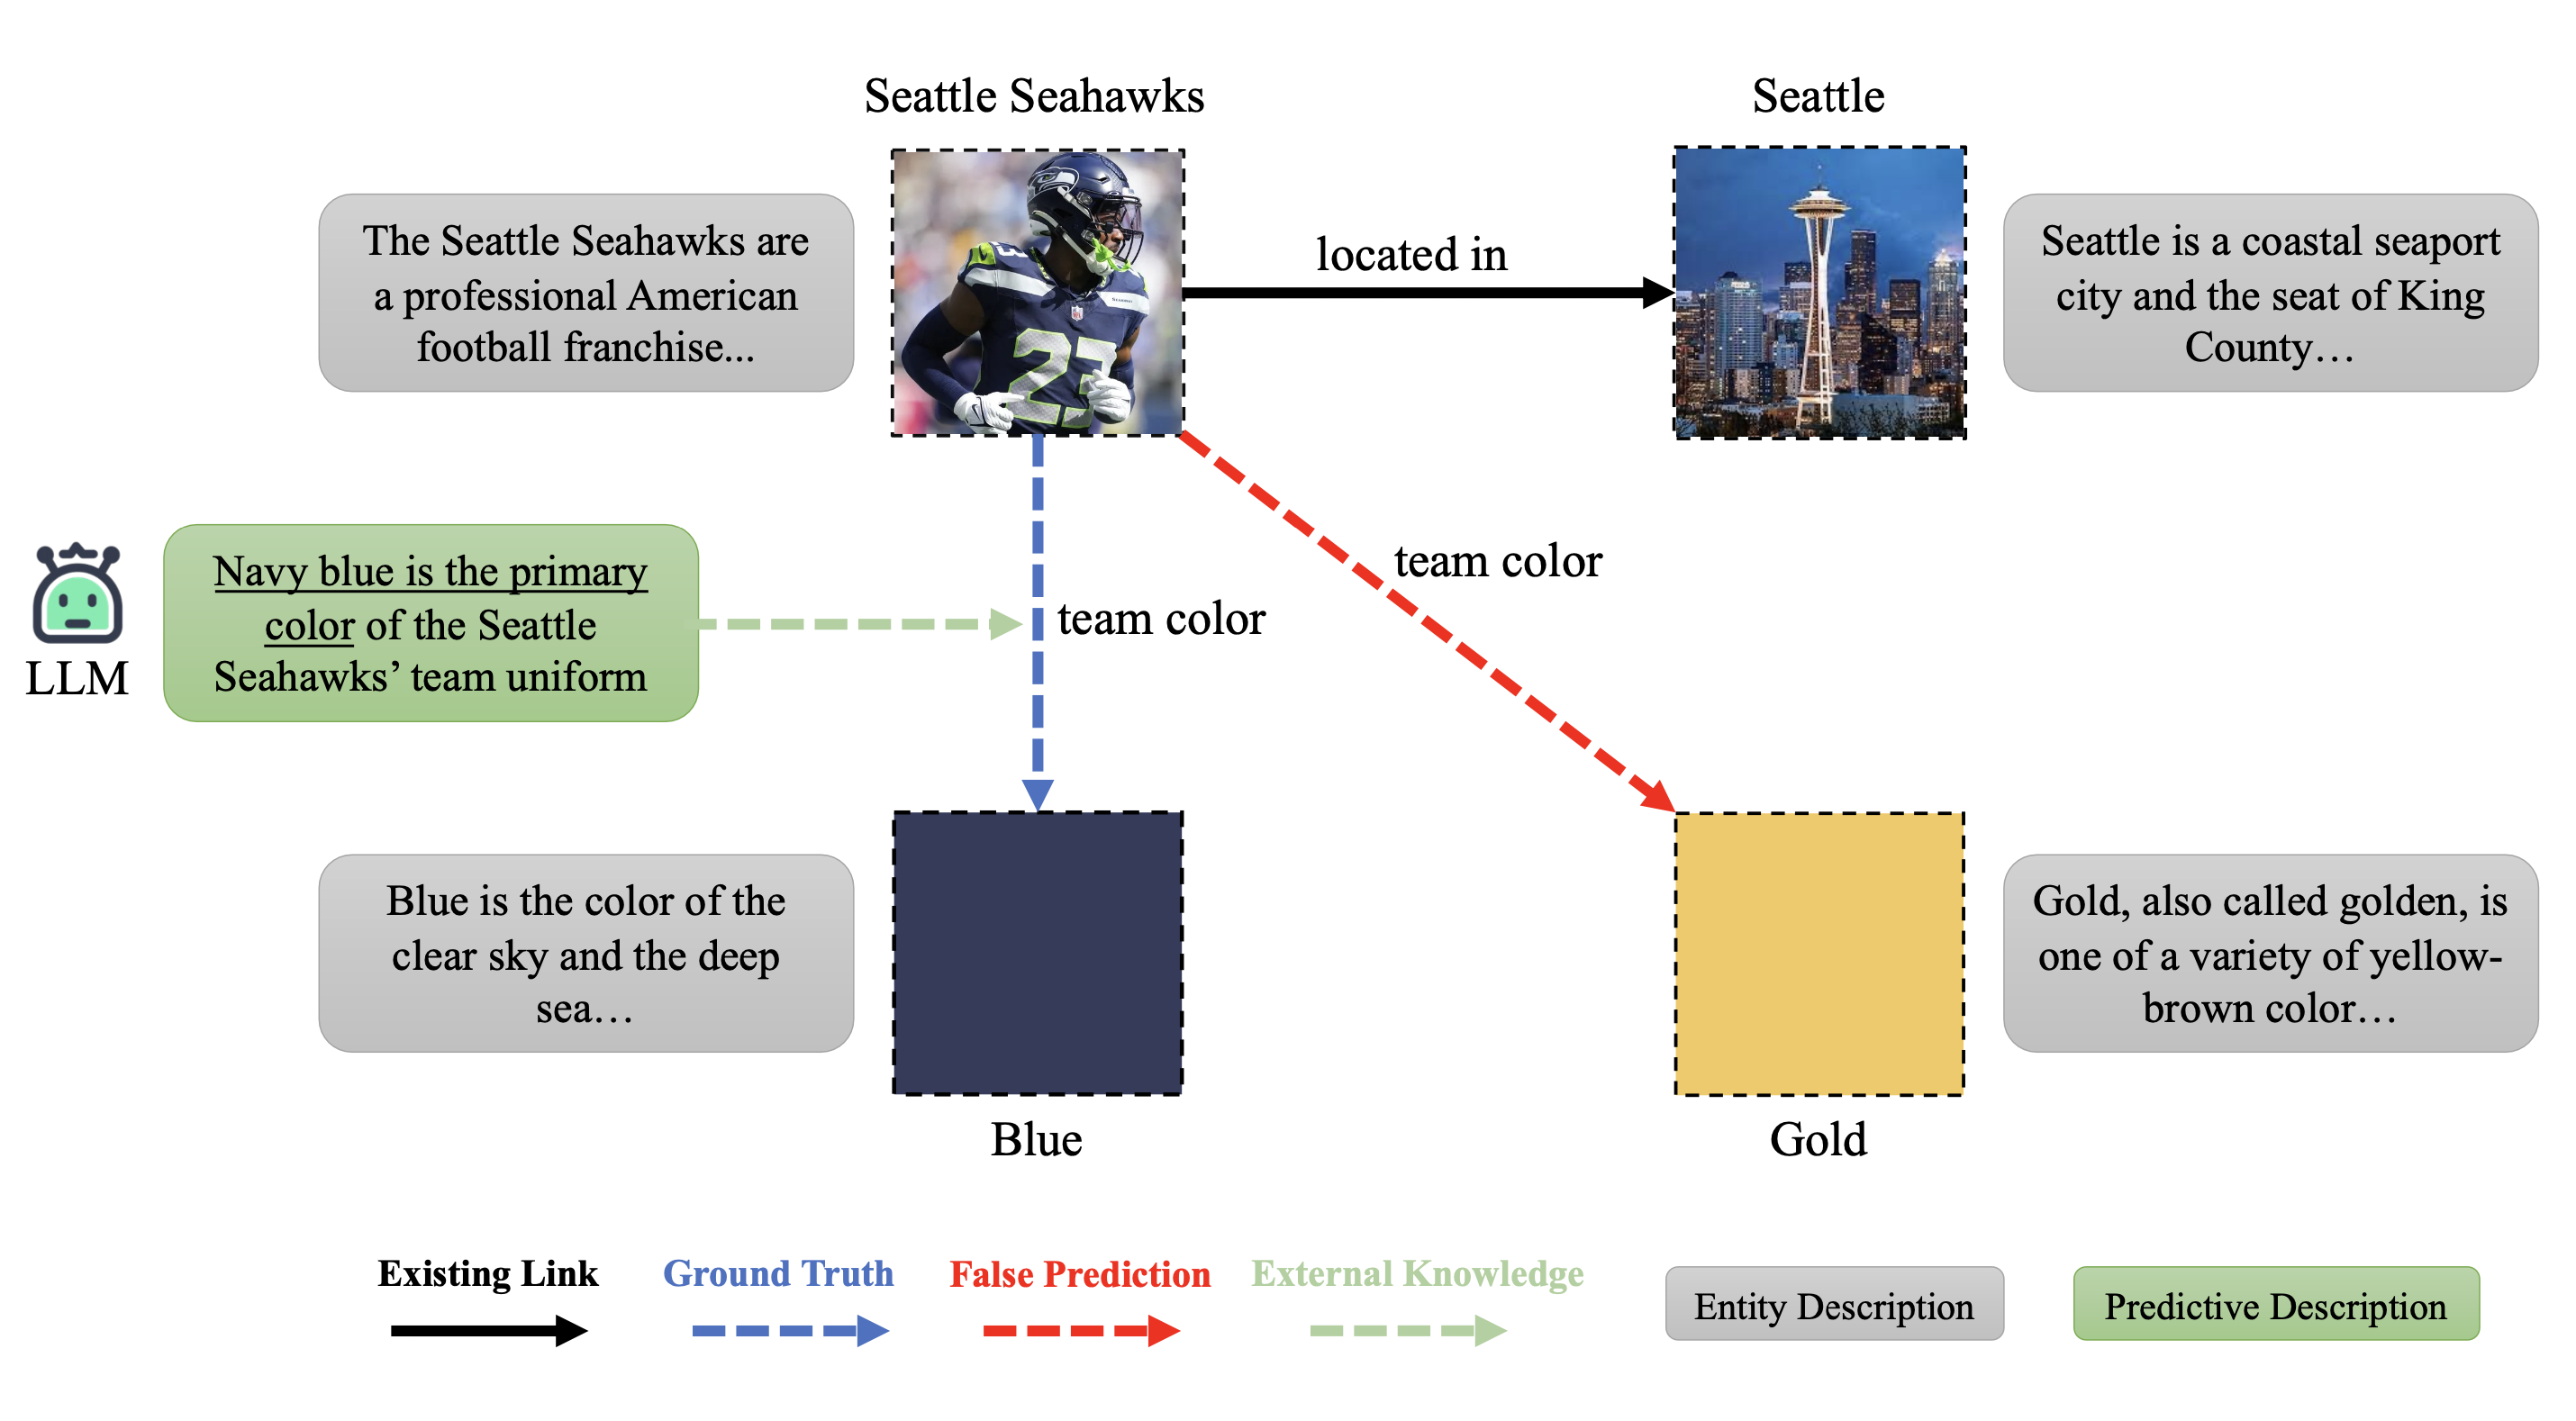 Seattle Seahawks
Seattle
The Seattle Seahawks are
a professional American
football franchise...
23
located in
Seattle is a coastal seaport
city and the seat of King
County…
LLM
Navy blue is the primary
color of the Seattle
Seahawks’ team uniform
team color
team color
Blue is the color of the
clear sky and the deep
sea…
Blue
Gold
Gold, also called golden, is
one of a variety of yellow-
brown color…
Existing Link
Ground Truth
False Prediction
External Knowledge
Entity Description
Predictive Description